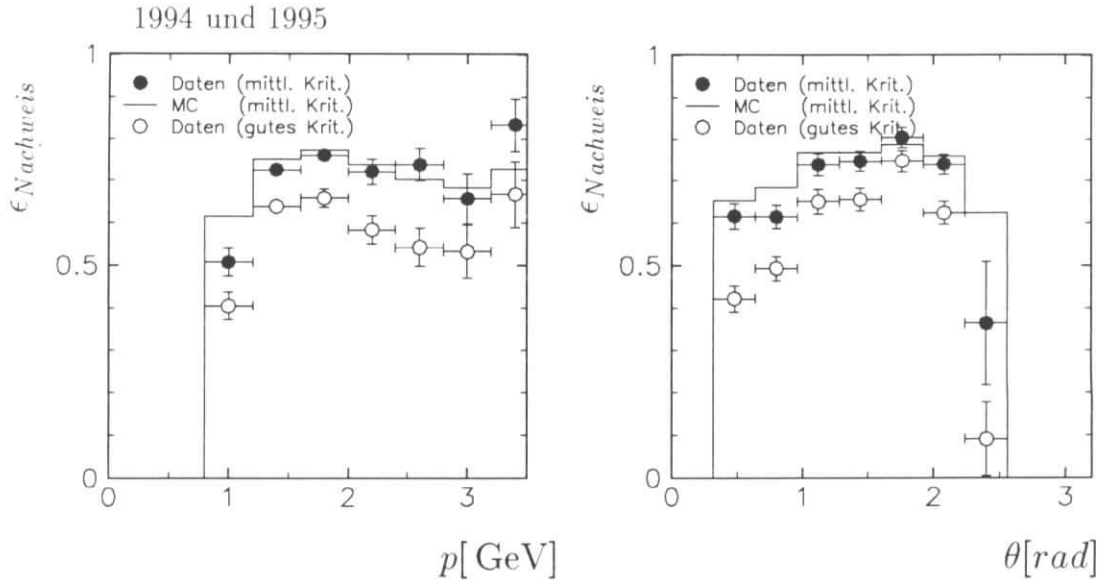 1994 und 1995
ϵNachweis
1
0.5
0
Daten (mittl. Krit.)
MC (mittl. Krit.)
Daten (gutes Krit.)
0 1 2 3
p[ GeV]
ϵNachweis
1
0.5
0
Daten (mittl. Krit.)
MC (mittl. Krit.)
Daten (gutes Krit.)
0 1 2 3
θ[rad]